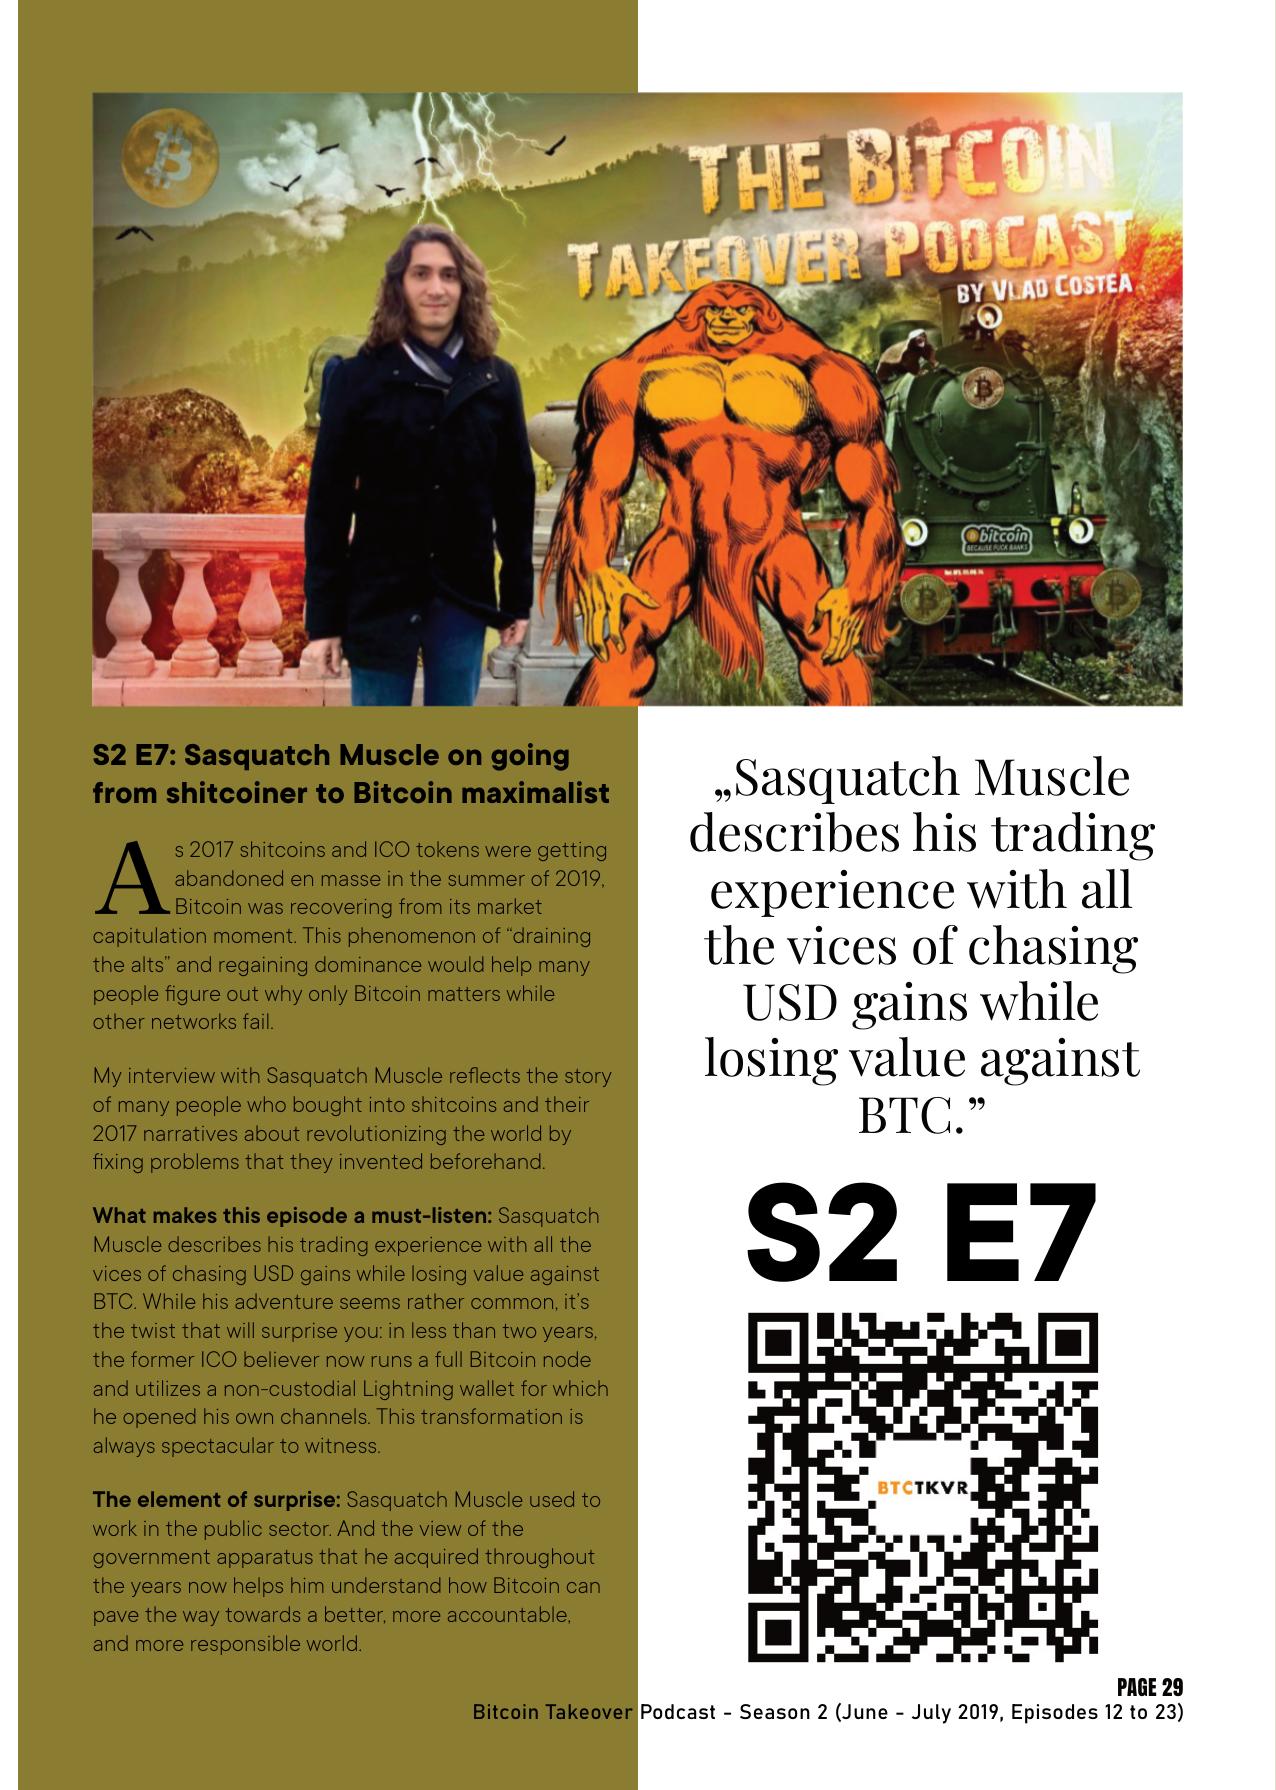 THE BITCOIN
TAKEOVER PODCAST
BY VLAD COSTEA
bitcoin
BECAUSE FUCK BANKS
S2 E7: Sasquatch Muscle on going
from shitcoiner to Bitcoin maximalist
As 2017 shitcoins and ICO tokens were getting
abandoned en masse in the summer of 2019,
Bitcoin was recovering from its market
capitulation moment. This phenomenon of “draining
the alts” and regaining dominance would help many
people figure out why only Bitcoin matters while
other networks fail.
My interview with Sasquatch Muscle reflects the story
of many people who bought into shitcoins and their
2017 narratives about revolutionizing the world by
fixing problems that they invented beforehand.
What makes this episode a must-listen: Sasquatch
Muscle describes his trading experience with all the
vices of chasing USD gains while losing value against
BTC. While his adventure seems rather common, it’s
the twist that will surprise you: in less than two years,
the former ICO believer now runs a full Bitcoin node
and utilizes a non-custodial Lightning wallet for which
he opened his own channels. This transformation is
always spectacular to witness.
The element of surprise: Sasquatch Muscle used to
work in the public sector. And the view of the
government apparatus that he acquired throughout
the years now helps him understand how Bitcoin can
pave the way towards a better, more accountable,
and more responsible world.
„Sasquatch Muscle
describes his trading
experience with all
the vices of chasing
USD gains while
losing value against
BTC.”
S2 E7
BTCTKVR
PAGE 29
Bitcoin Takeover Podcast - Season 2 (June - July 2019, Episodes 12 to 23)